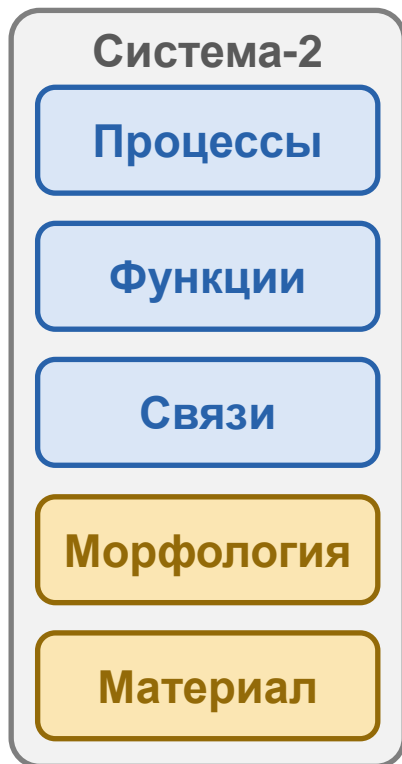 Система-2
Процессы
Функции
Связи
Морфология
Материал